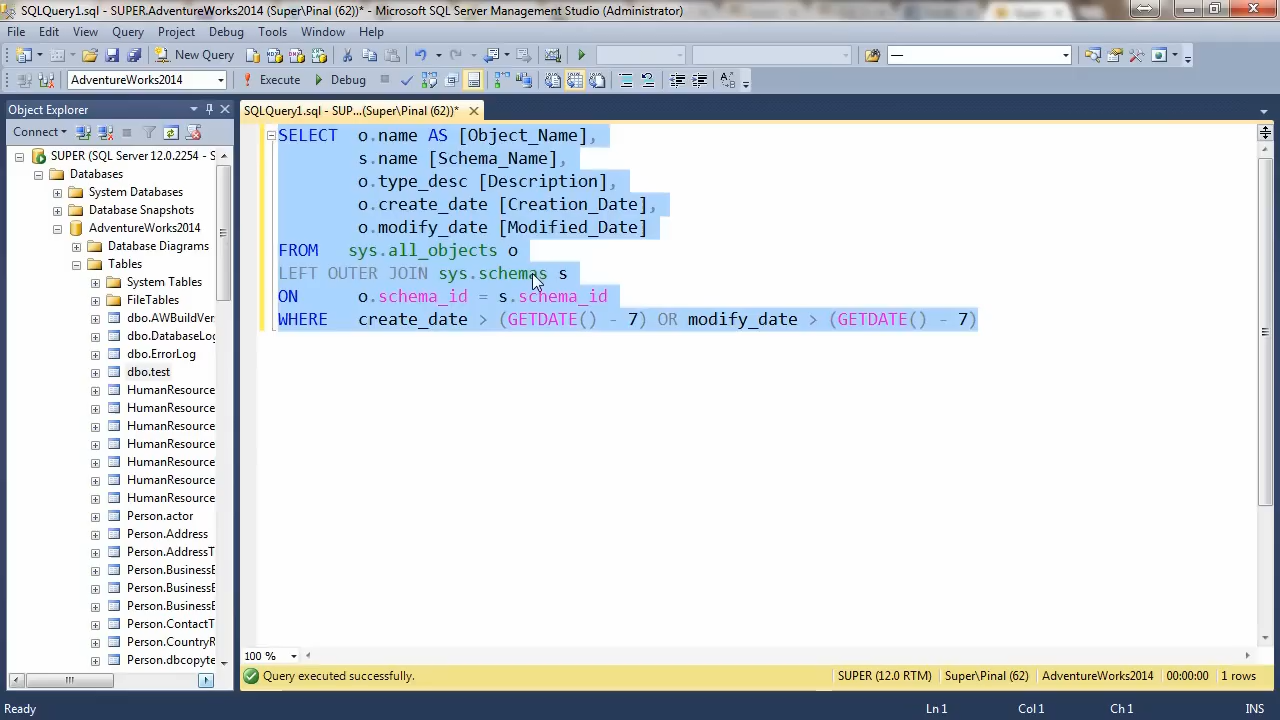 SQLQuery1.sql - SUPER.AdventureWorks2014 (Super\Pinal (62))* - Microsoft SQL Server Management Studio (Administrator)
File Edit View Query Project Debug Tools Window Help
New Query
AdventureWorks2014 Execute Debug
Object Explorer
SQLQuery1.sql - SUP...(Super\Pinal (62))*
Connect
SUPER (SQL Server 12.0.2254 - S
Databases
System Databases
Database Snapshots
AdventureWorks2014
Database Diagrams
Tables
System Tables
FileTables
dbo.AWBuildVer
dbo.DatabaseLog
dbo.ErrorLog
dbo.test
HumanResource
HumanResource
HumanResource
HumanResource
HumanResource
HumanResource
HumanResource
Person.actor
Person.Address
Person.AddressT
Person.BusinessE
Person.BusinessE
Person.BusinessE
Person.ContactT
Person.CountryR
Person.dbcopyte
SELECT o.name AS [Object_Name],
s.name [Schema_Name],
o.type_desc [Description],
o.create_date [Creation_Date],
o.modify_date [Modified_Date]
FROM sys.all_objects o
LEFT OUTER JOIN sys.schemas s
ON o.schema_id = s.schema_id
WHERE create_date > (GETDATE() - 7) OR modify_date > (GETDATE() - 7)
100 %
Query executed successfully. SUPER (12.0 RTM) Super\Pinal (62) AdventureWorks2014 00:00:00 1 rows
Ready Ln 1 Col 1 Ch 1 INS